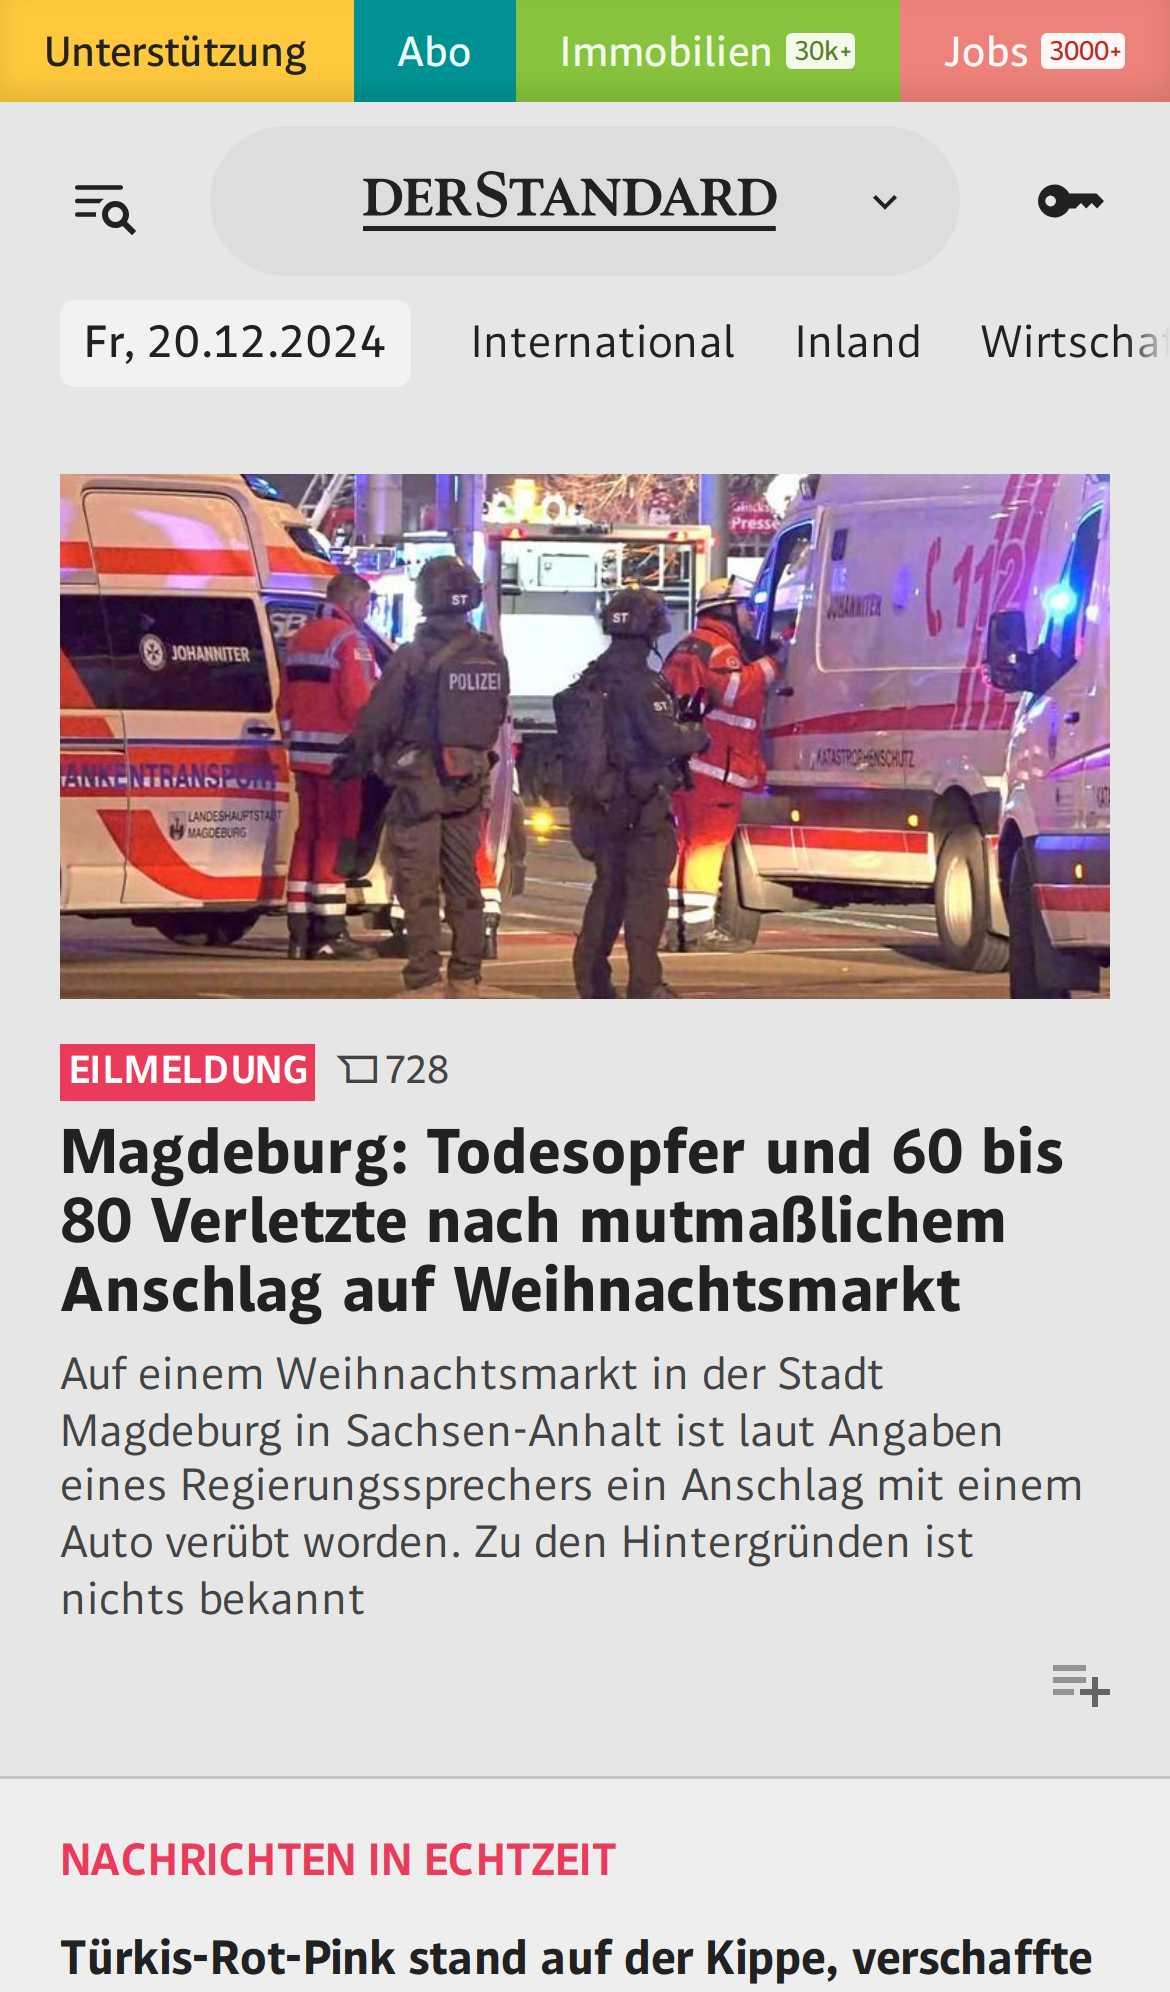 Unterstützung
Abo
Immobilien 30k+
Jobs 3000+
DERSTANDARD
Fr, 20.12.2024
International
Inland
Glücks
Presse
ST
ST
112
JOHANNITER
JOHANNITER
POLIZEI
ST
KATASTROPHENSCHUTZ
ANKENTRANSPORT
LANDESHAUPTSTADT
MAGDEBURG
EILMELDUNG 728
Magdeburg: Todesopfer und 60 bis
80 Verletzte nach mutmaßlichem
Anschlag auf Weihnachtsmarkt
Auf einem Weihnachtsmarkt in der Stadt
Magdeburg in Sachsen-Anhalt ist laut Angaben
eines Regierungssprechers ein Anschlag mit einem
Auto verübt worden. Zu den Hintergründen ist
nichts bekannt
NACHRICHTEN IN ECHTZEIT
Türkis-Rot-Pink stand auf der Kippe, verschaffte